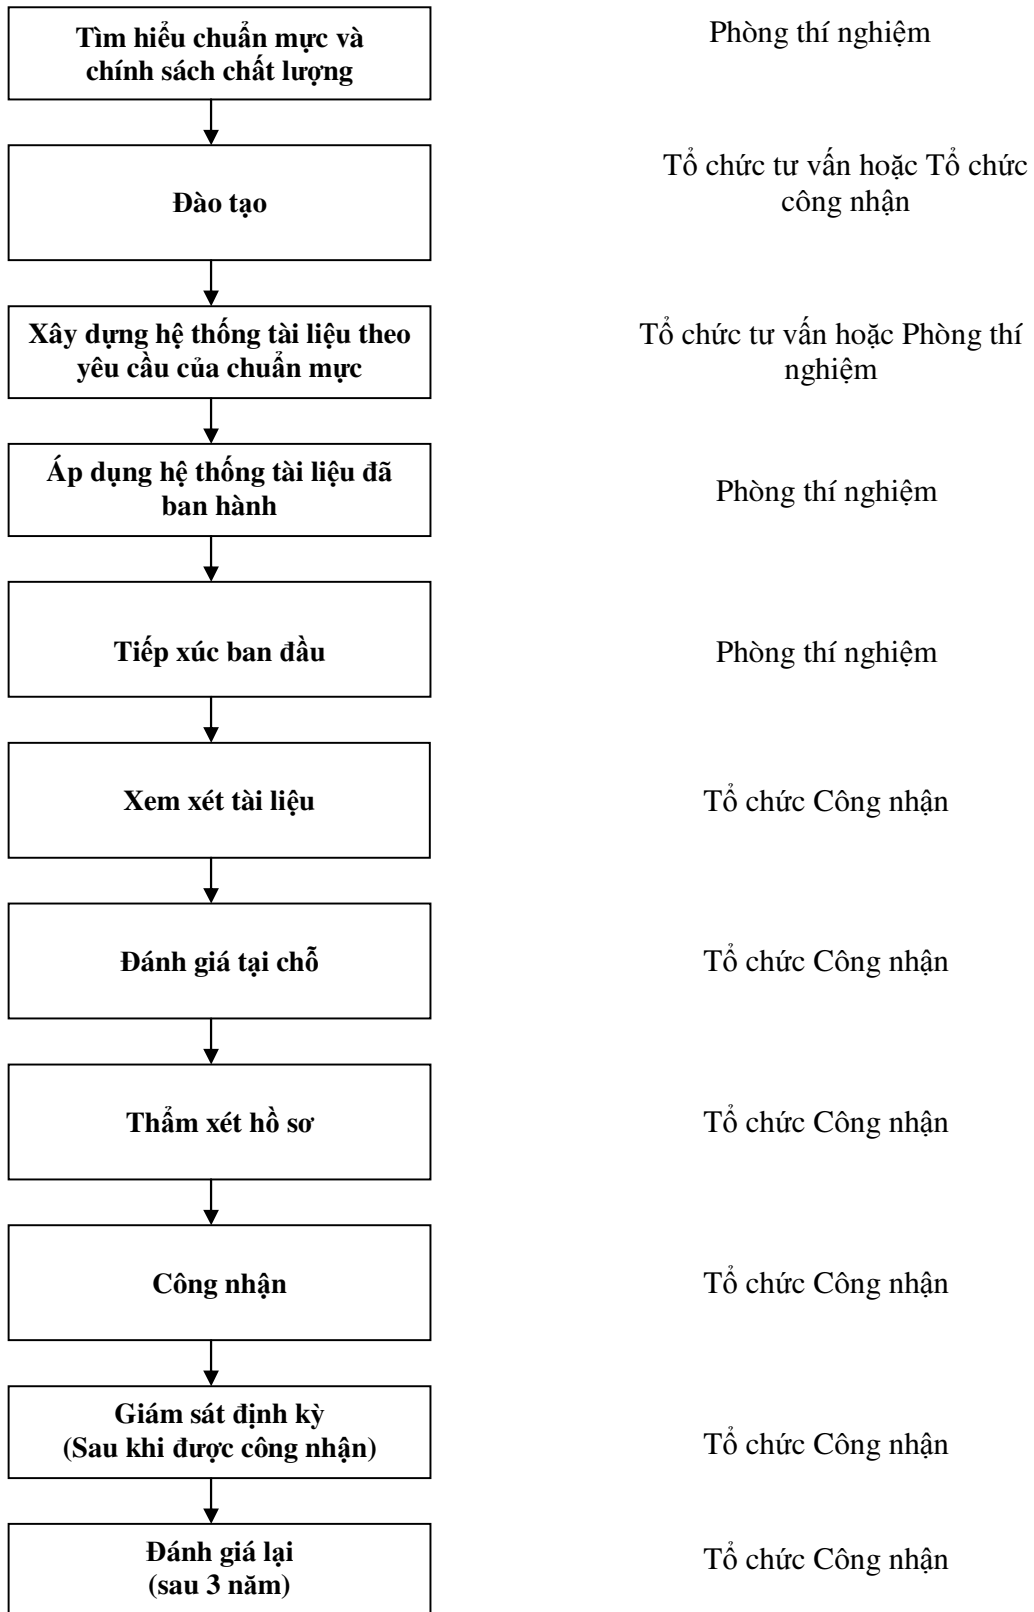 Tìm hiểu chuẩn mực và
chính sách chất lượng
Phòng thí nghiệm
Đào tạo
Tổ chức tư vấn hoặc Tổ chức
công nhận
Xây dựng hệ thống tài liệu theo
yêu cầu của chuẩn mực
Tổ chức tư vấn hoặc Phòng thí
nghiệm
Áp dụng hệ thống tài liệu đã
ban hành
Phòng thí nghiệm
Tiếp xúc ban đầu
Phòng thí nghiệm
Xem xét tài liệu
Tổ chức Công nhận
Đánh giá tại chỗ
Tổ chức Công nhận
Thẩm xét hồ sơ
Tổ chức Công nhận
Công nhận
Tổ chức Công nhận
Giám sát định kỳ
(Sau khi được công nhận)
Tổ chức Công nhận
Đánh giá lại
(sau 3 năm)
Tổ chức Công nhận